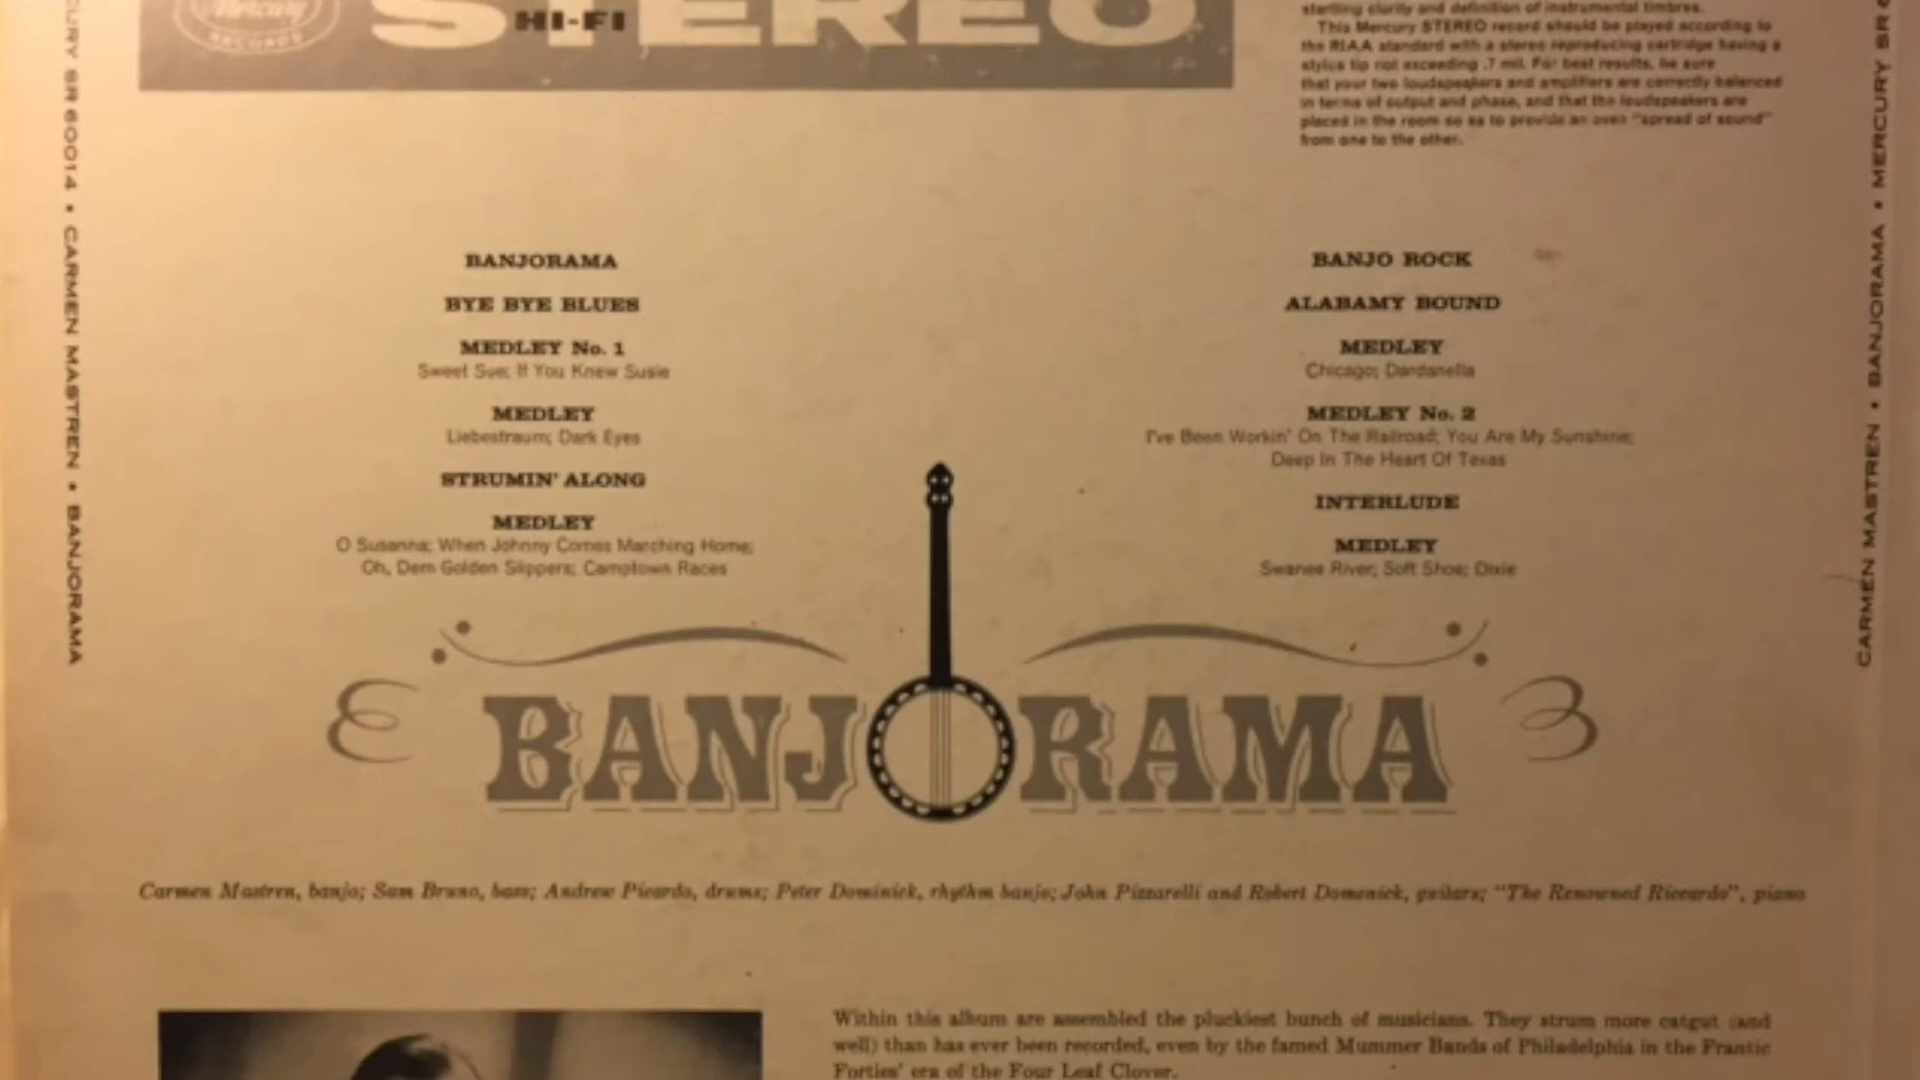 Mercury
RECORDS
STEREO
HI-FI
startling clarity and definition of instrumental timbres.
This Mercury STEREO record should be played according to
the RIAA standard with a stereo reproducing cartridge having a
stylus tip not exceeding .7 mil. For best results, be sure
that your two loudspeakers and amplifiers are correctly balanced
in terms of output and phase, and that the loudspeakers are
placed in the room so as to provide an even "spread of sound"
from one to the other.
CURY SR 60014 • CARMEN MASTREN • BANJORAMA
CARMEN MASTREN • BANJORAMA • MERCURY SR 6
BANJORAMA
BYE BYE BLUES
MEDLEY No. 1
Sweet Sue; If You Knew Susie
MEDLEY
Liebestraum; Dark Eyes
STRUMIN' ALONG
MEDLEY
O Susanna; When Johnny Comes Marching Home;
Oh, Dem Golden Slippers; Camptown Races
BANJO ROCK
ALABAMY BOUND
MEDLEY
Chicago; Dardanella
MEDLEY No. 2
I've Been Workin' On The Railroad; You Are My Sunshine;
Deep In The Heart Of Texas
INTERLUDE
MEDLEY
Swanee River; Soft Shoe; Dixie
BANJORAMA
Carmen Mastren, banjo; Sam Bruno, bass; Andrew Picardo, drums; Peter Dominick, rhythm banjo; John Pizzarelli and Robert Domenick, guitars; "The Renowned Riccardo", piano
Within this album are assembled the pluckiest bunch of musicians. They strum more catgut (and
well) than has ever been recorded, even by the famed Mummer Bands of Philadelphia in the Frantic
Forties' era of the Four Leaf Clover.